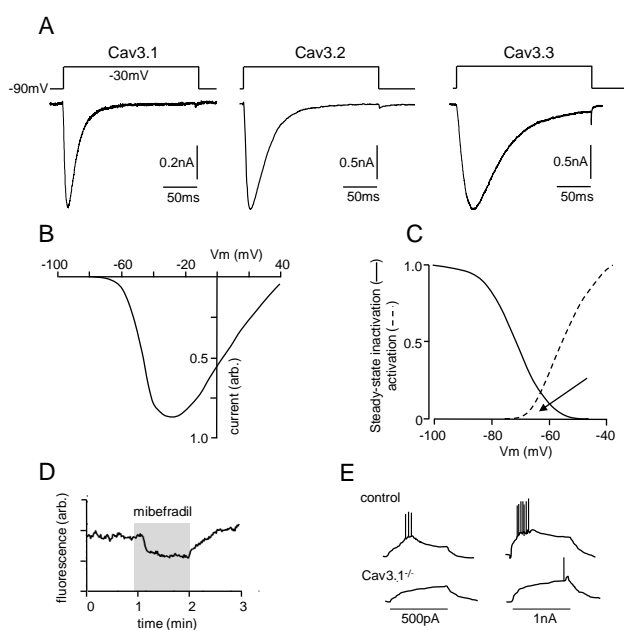 A
Cav3.1 Cav3.2 Cav3.3
-90mV -30mV
0.2nA 0.5nA 0.5nA
50ms 50ms 50ms
B
Vm (mV)
-100 -60 -20 0 40
0.5
1.0
current (arb.)
C
Steady-state inactivation (—)
activation (- - -)
1.0
0.5
0
-100 -80 -60 -40
Vm (mV)
D
mibefradil
fluorescence (arb.)
0 1 2 3
time (min)
E
control
Cav3.1-/-
500pA 1nA